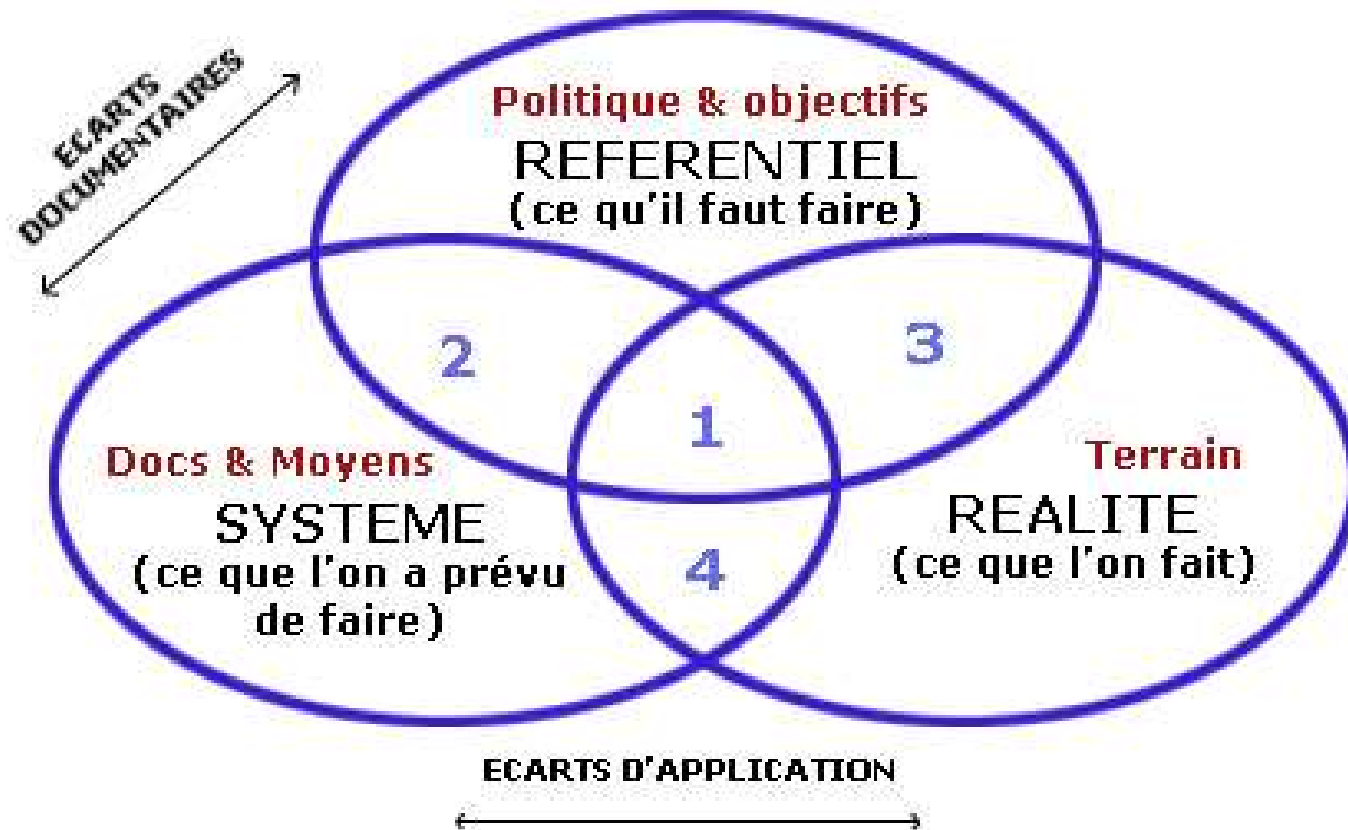 ECARTS
DOCUMENTAIRES
Politique & objectifs
REFERENTIEL
(ce qu'il faut faire)
2
3
1
Docs & Moyens
SYSTEME
(ce que l'on a prévu
de faire)
Terrain
REALITE
(ce que l'on fait)
4
ECARTS D'APPLICATION